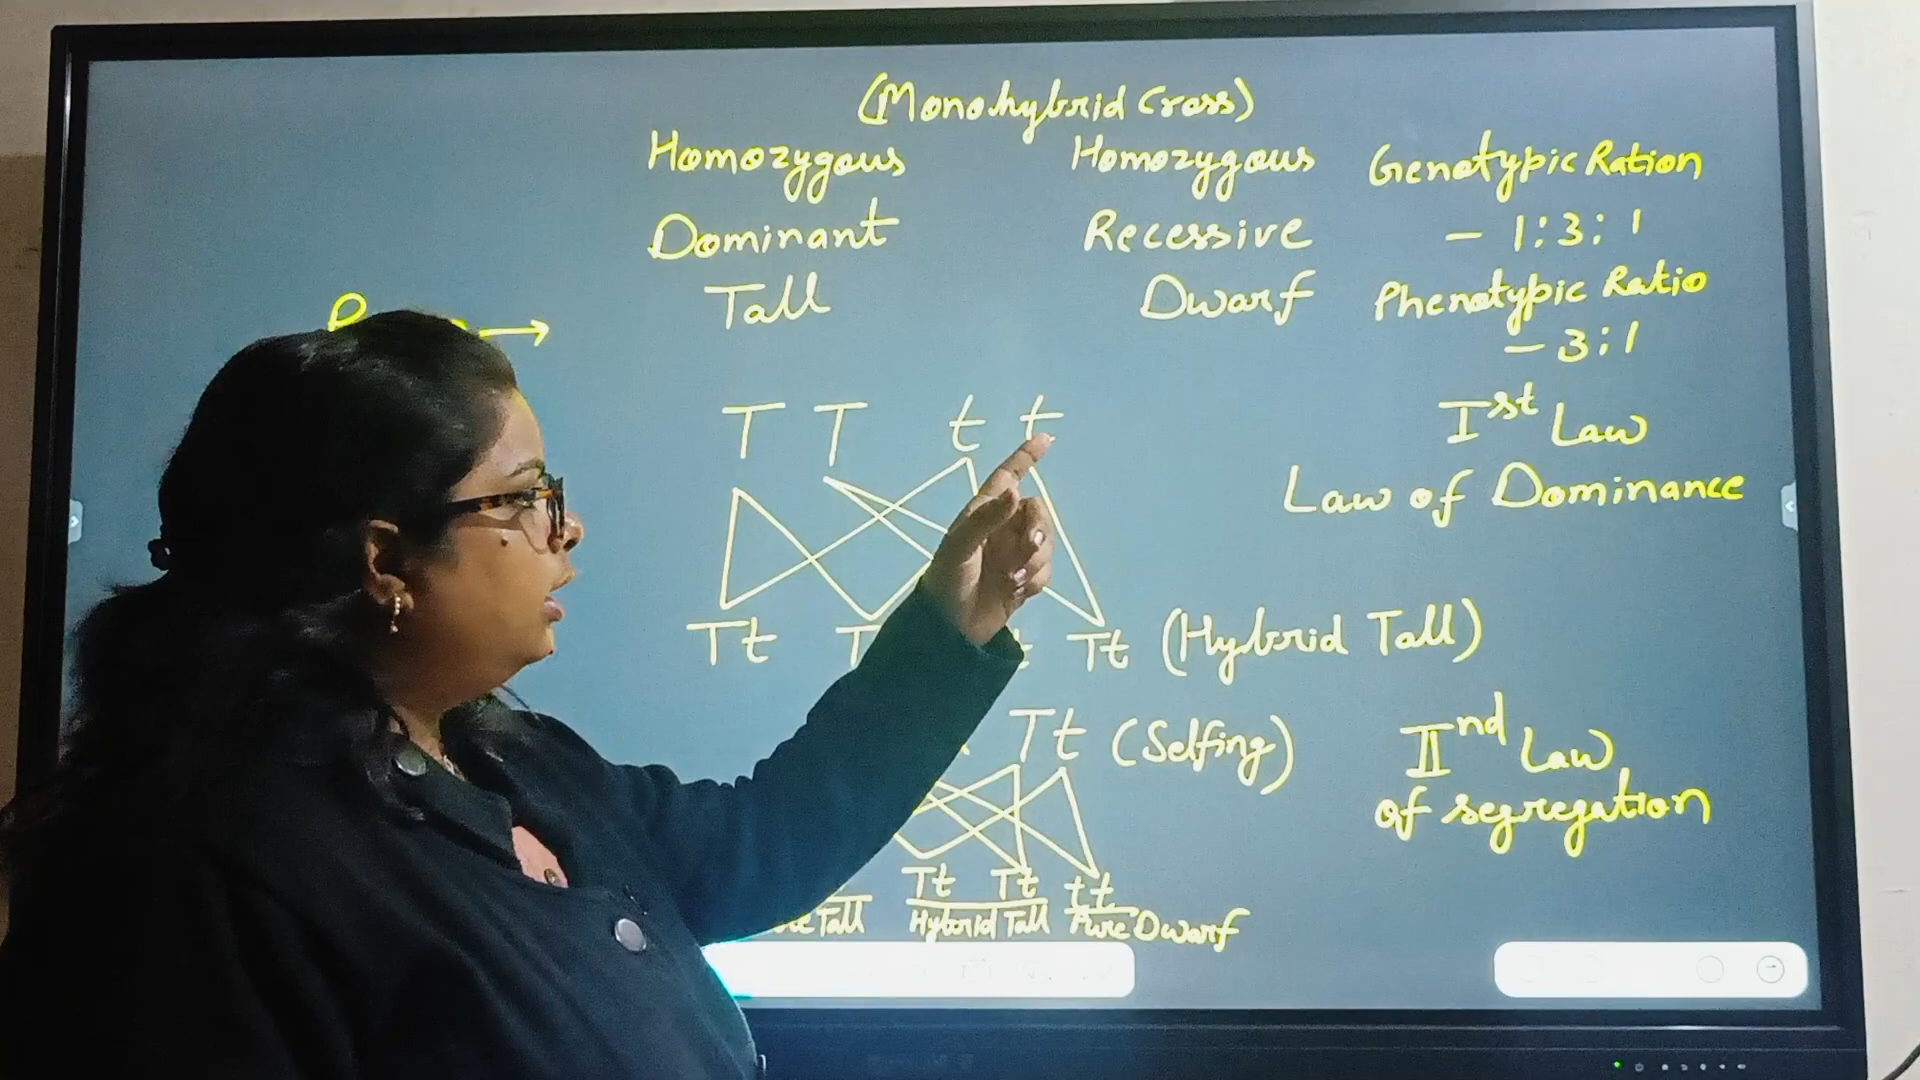 (Monohybrid Cross)
Homozygous Homozygous Genotypic Ration
Dominant Recessive - 1:3:1
Tall Dwarf Phenotypic Ratio
- 3:1
T T t t
Ist Law
Law of Dominance
Tt T t Tt (Hybrid Tall)
Tt (Selfing)
IInd Law
of segregation
Tt Tt tt
Tall Hybrid Tall Pure Dwarf